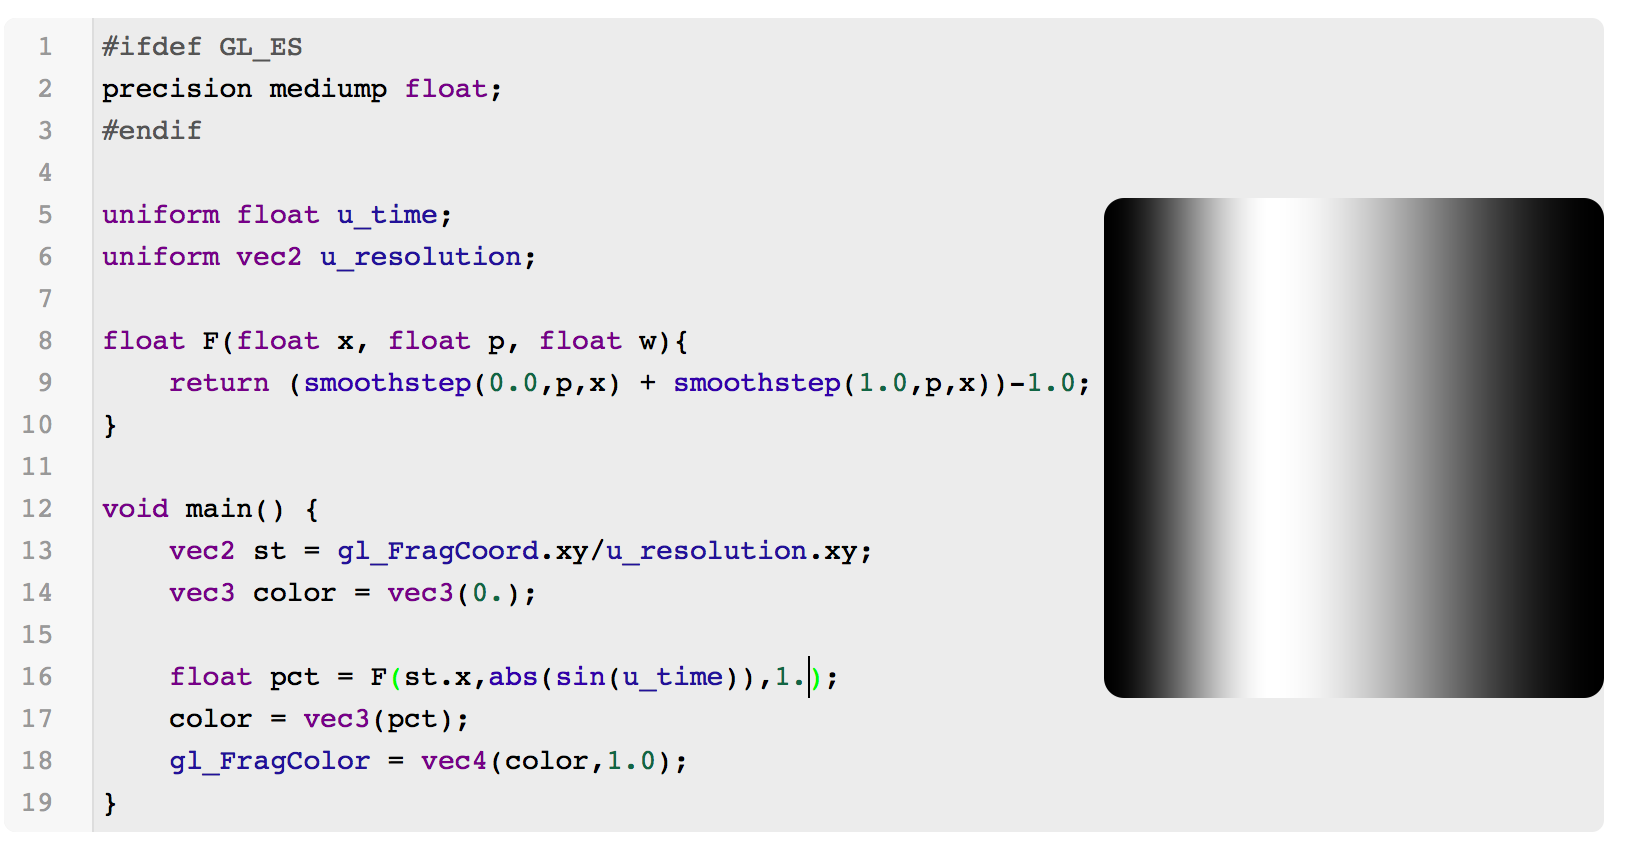 1 #ifdef GL_ES
2 precision mediump float;
3 #endif
4
5 uniform float u_time;
6 uniform vec2 u_resolution;
7
8 float F(float x, float p, float w){
9     return (smoothstep(0.0,p,x) + smoothstep(1.0,p,x))-1.0;
10 }
11
12 void main() {
13     vec2 st = gl_FragCoord.xy/u_resolution.xy;
14     vec3 color = vec3(0.);
15
16     float pct = F(st.x,abs(sin(u_time)),1.);
17     color = vec3(pct);
18     gl_FragColor = vec4(color,1.0);
19 }